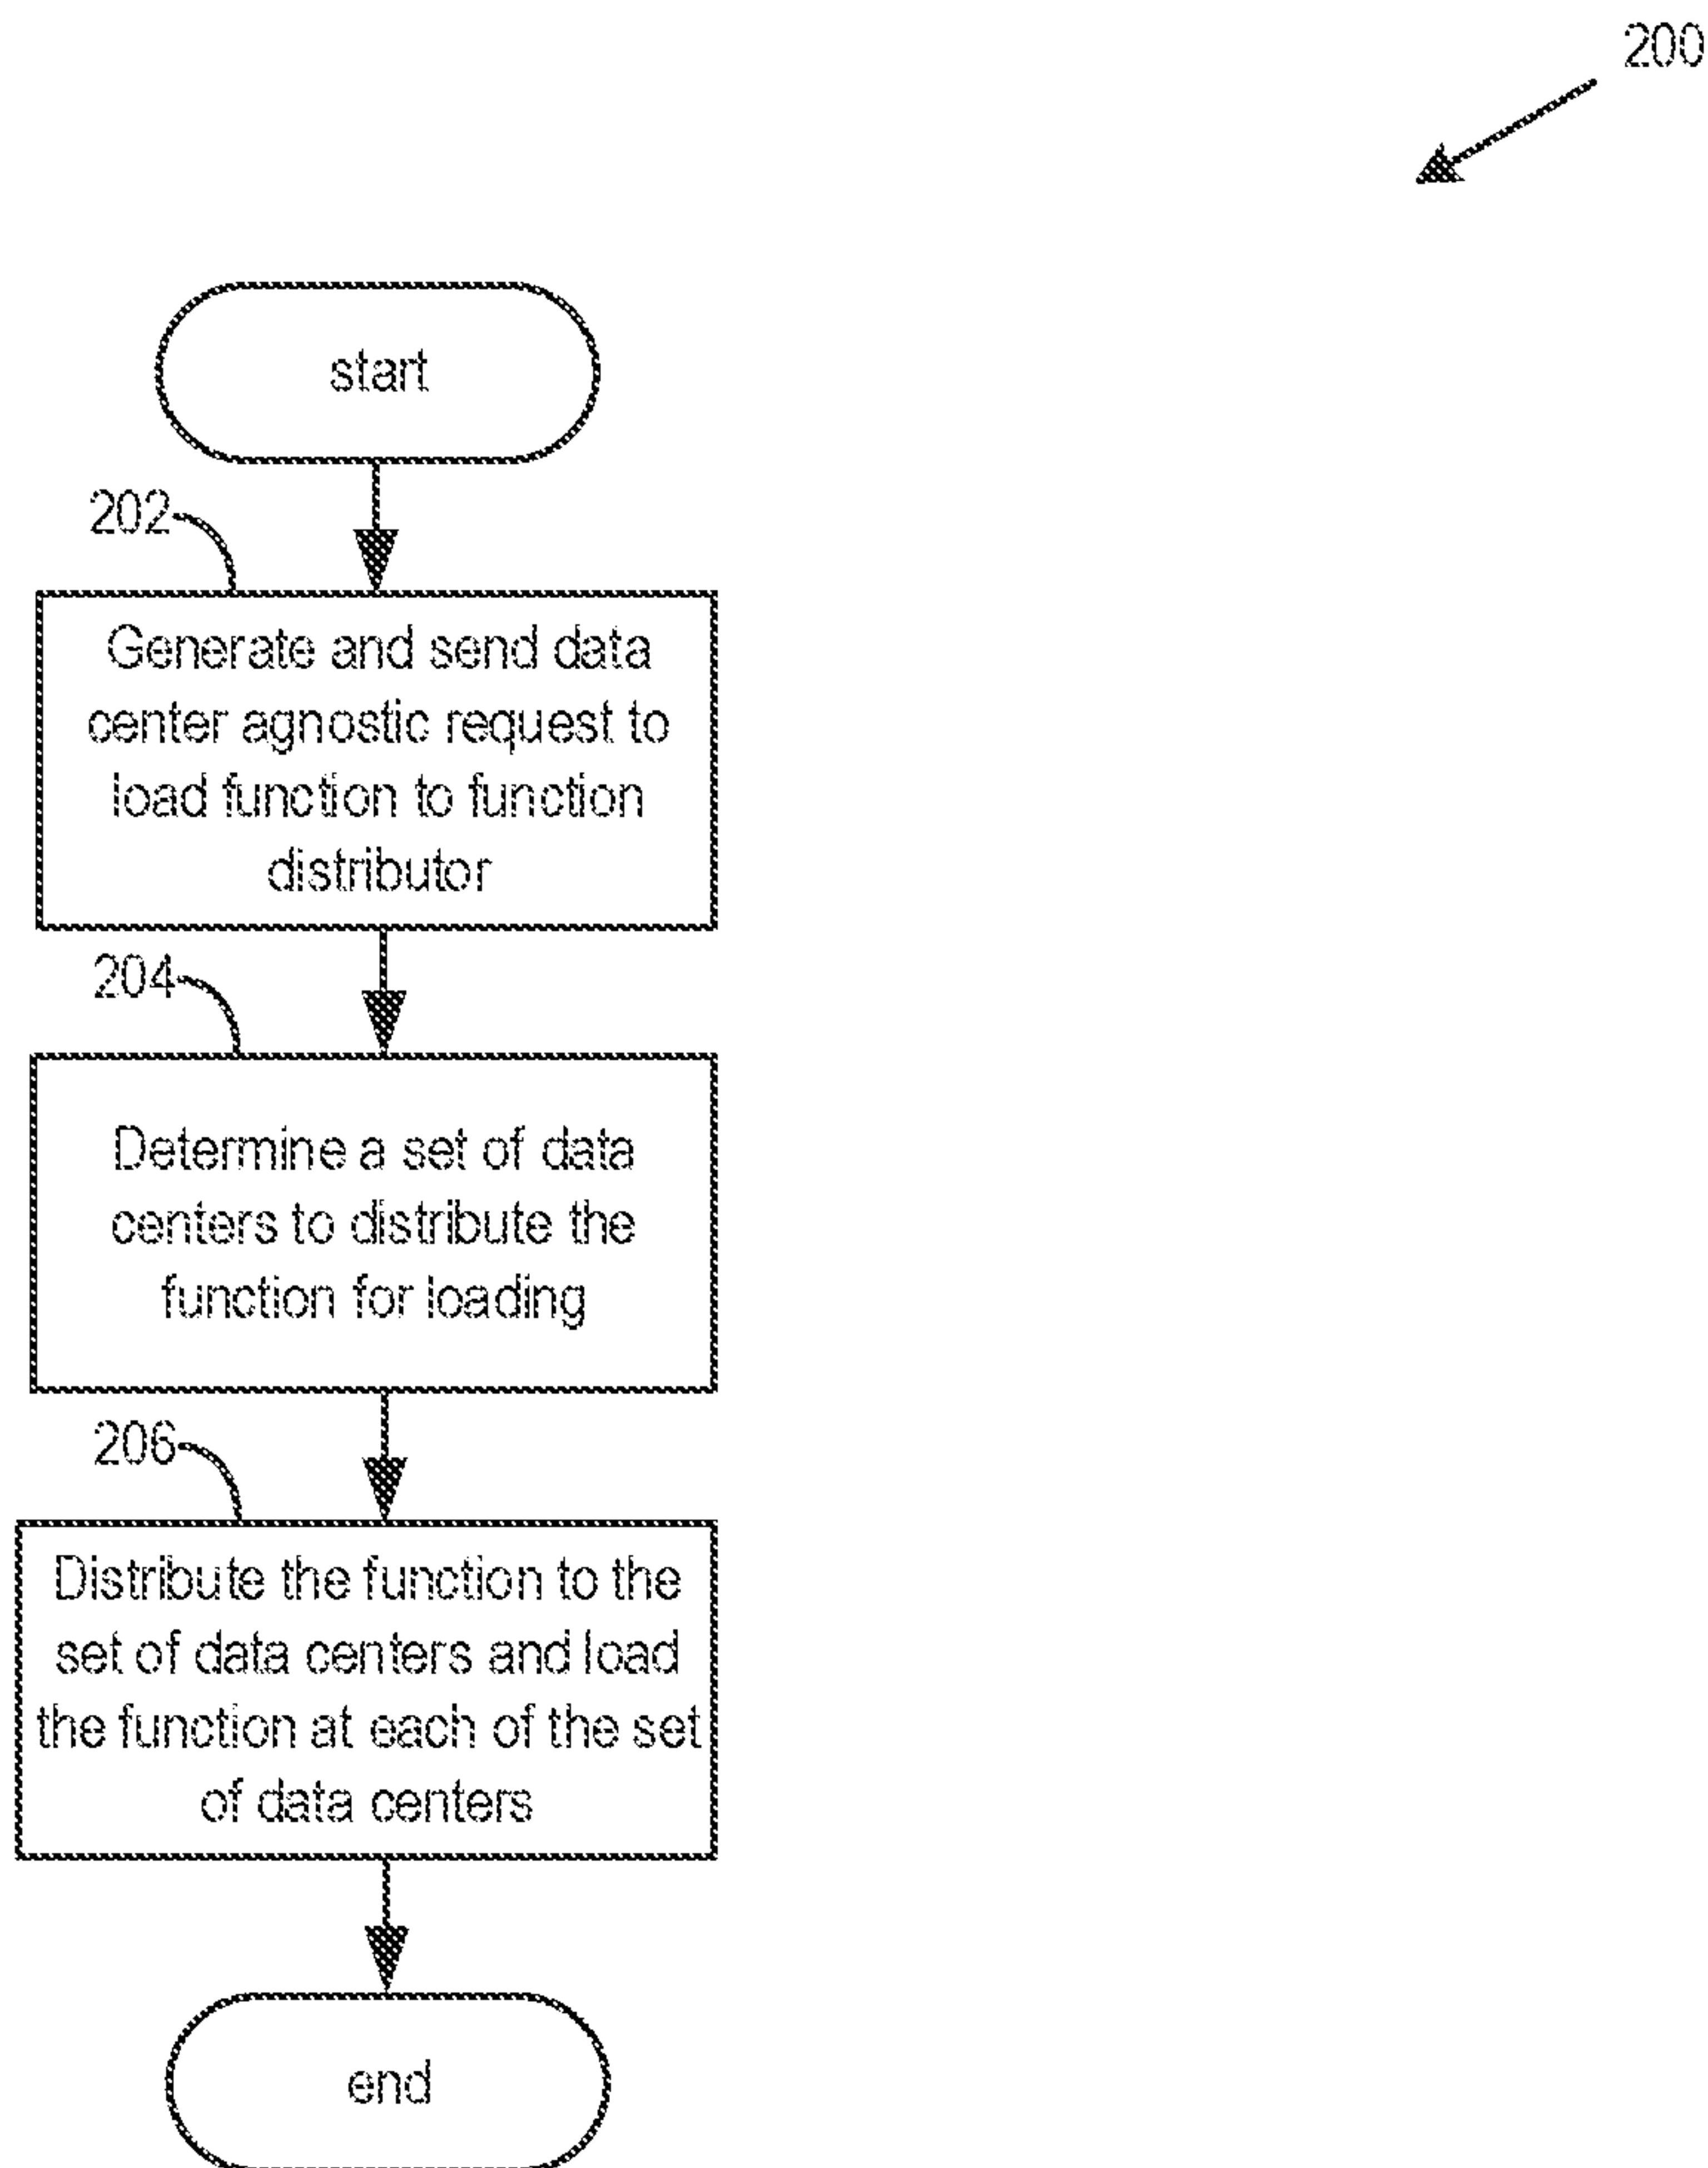 200
start
202
Generate and send data
center agnostic request to
load function to function
distributor
204
Determine a set of data
centers to distribute the
function for loading
206
Distribute the function to the
set of data centers and load
the function at each of the set
of data centers
end